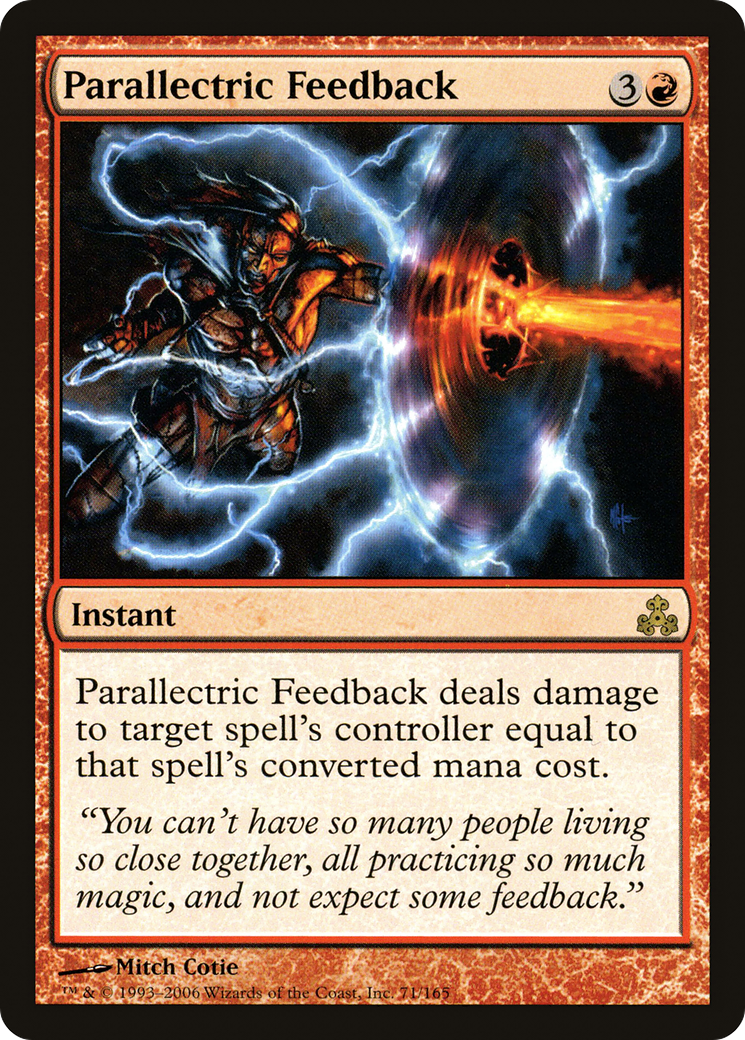 Parallectric Feedback 3
Instant
Parallectric Feedback deals damage
to target spell's controller equal to
that spell's converted mana cost.
“You can't have so many people living
so close together, all practicing so much
magic, and not expect some feedback.”
Mitch Cotie
™ & © 1993–2006 Wizards of the Coast, Inc. 71/165